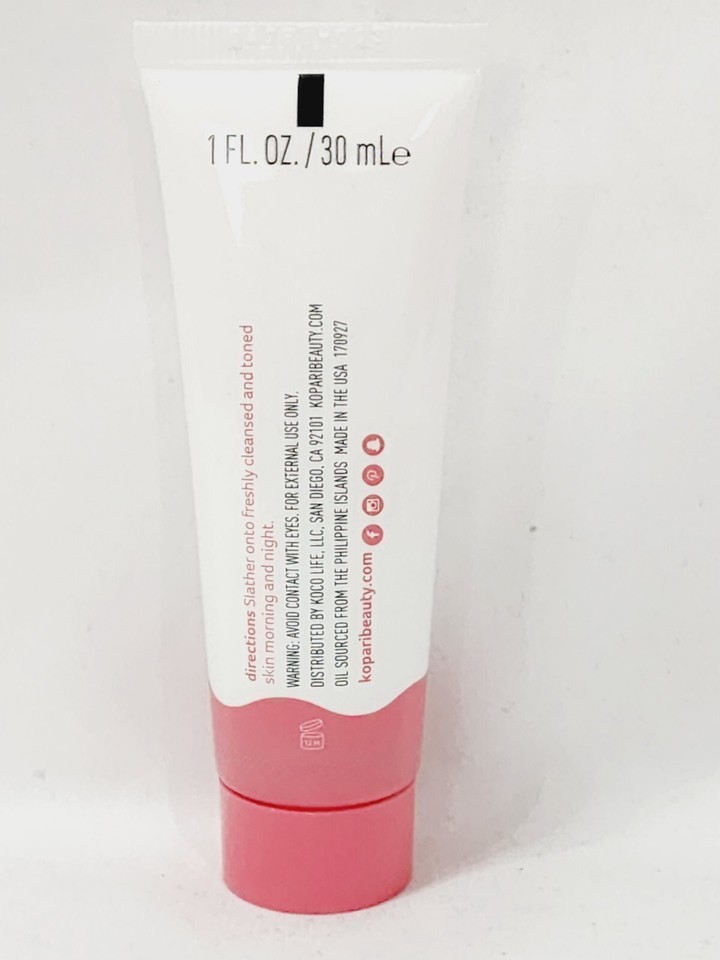 1 FL. OZ. / 30 mLe
directions Slather onto freshly cleansed and toned
skin morning and night.
WARNING: AVOID CONTACT WITH EYES. FOR EXTERNAL USE ONLY.
DISTRIBUTED BY KOCO LIFE, LLC, SAN DIEGO, CA 92101 KOPARIBEAUTY.COM
OIL SOURCED FROM THE PHILIPPINE ISLANDS MADE IN THE USA 170927
koparibeauty.com
12 M